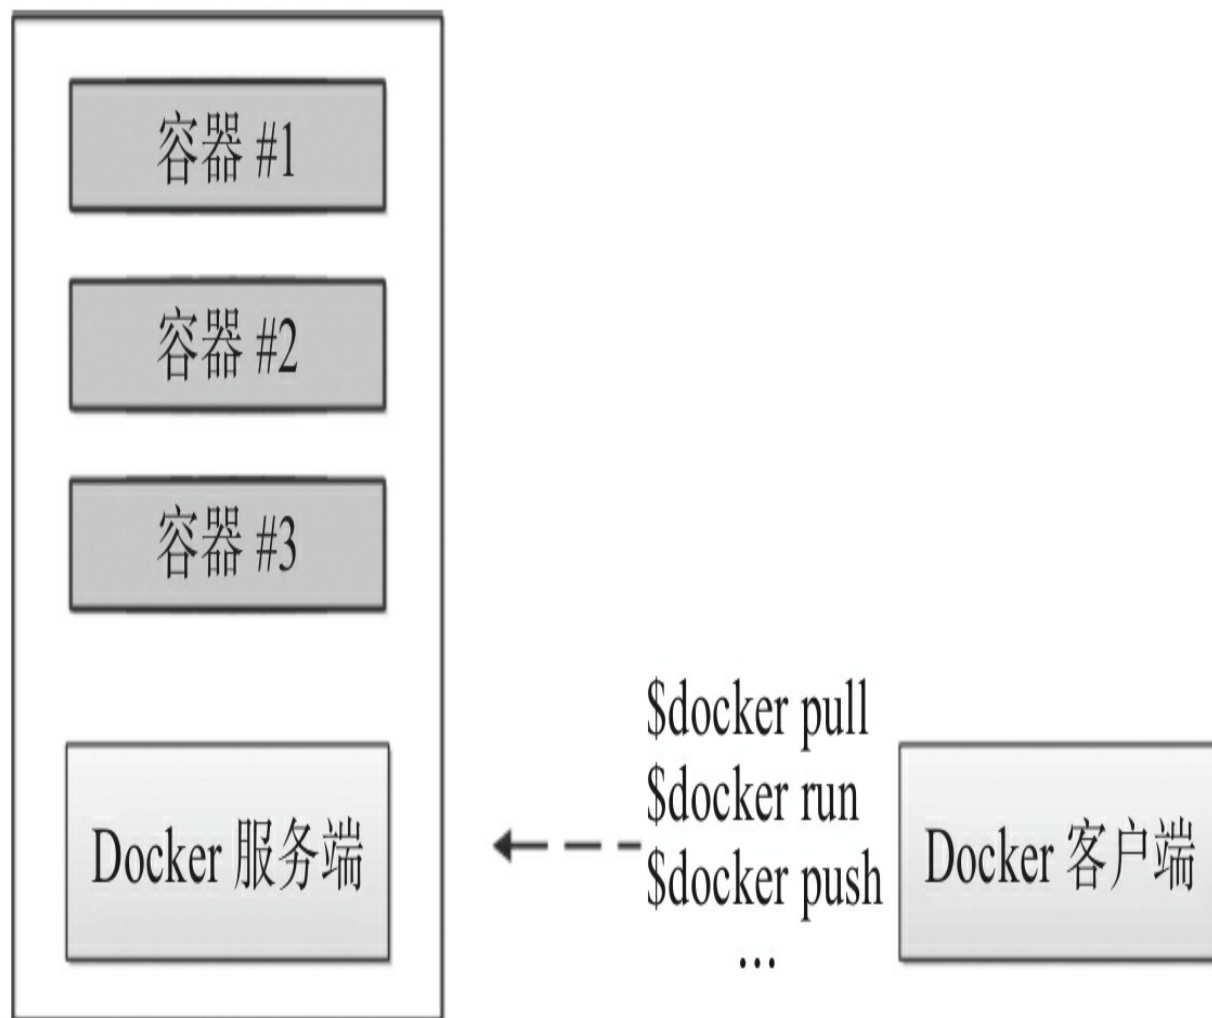 容器 #1
容器 #2
容器 #3
Docker 服务端
$docker pull
$docker run
$docker push
...
Docker 客户端